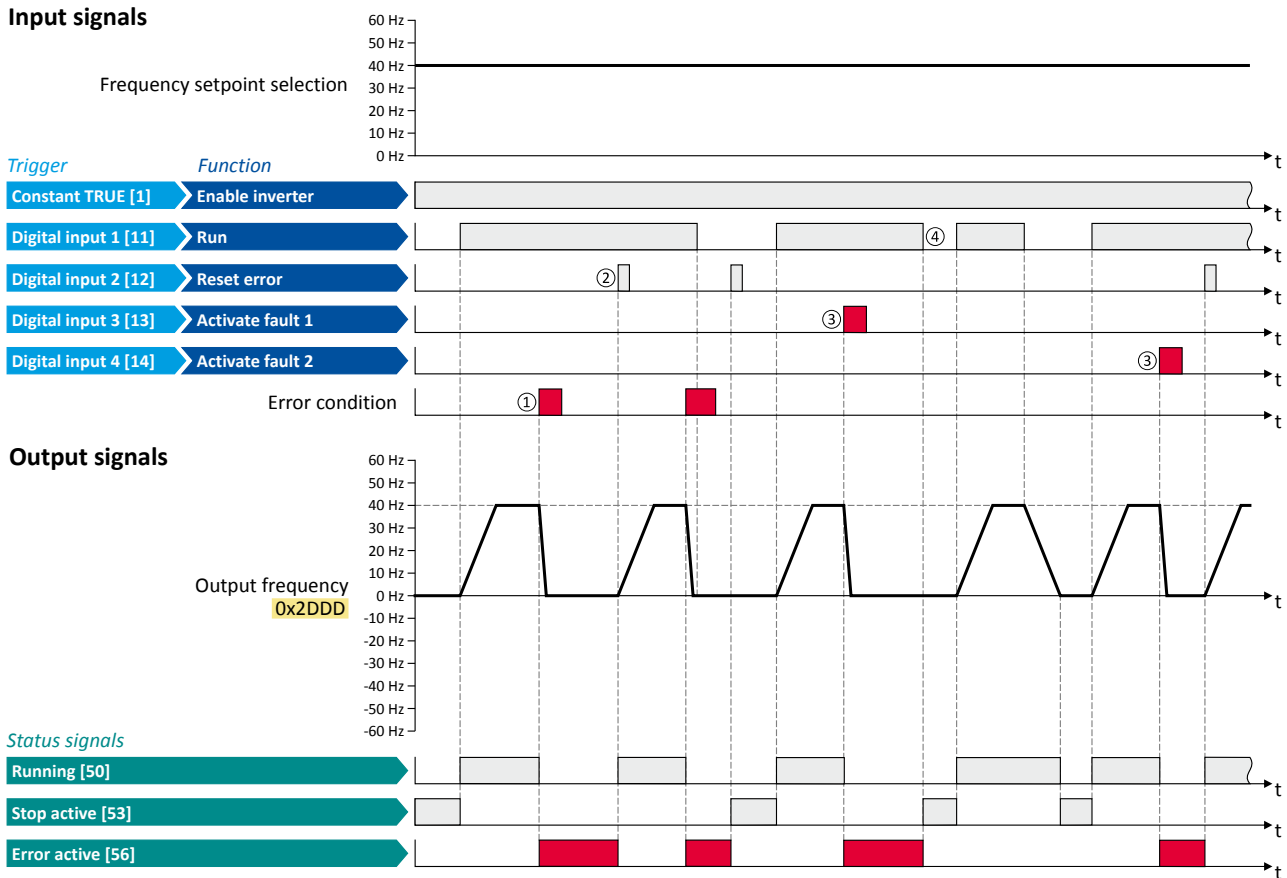 Input signals
60 Hz
50 Hz
40 Hz
30 Hz
20 Hz
10 Hz
0 Hz
Frequency setpoint selection
t
Trigger Function
Constant TRUE [1] Enable inverter
t
Digital input 1 [11] Run
④
t
Digital input 2 [12] Reset error
②
t
Digital input 3 [13] Activate fault 1
③
t
Digital input 4 [14] Activate fault 2
③
t
Error condition
①
t
Output signals
60 Hz
50 Hz
40 Hz
30 Hz
20 Hz
10 Hz
0 Hz
-10 Hz
-20 Hz
-30 Hz
-40 Hz
-50 Hz
-60 Hz
Output frequency
0x2DDD
t
Status signals
Running [50]
t
Stop active [53]
t
Error active [56]
t